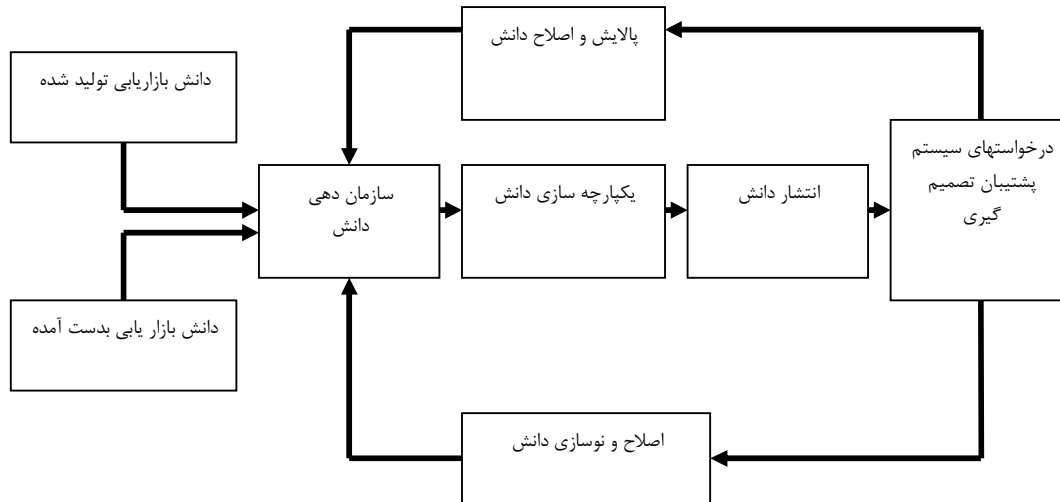 پالایش و اصلاح دانش
دانش بازاریابی تولید شده
درخواستهای سیستم
پشتیبان تصمیم
گیری
سازمان دهی
دانش
یکپارچه سازی دانش
انتشار دانش
دانش بازار یابی بدست آمده
اصلاح و نوسازی دانش